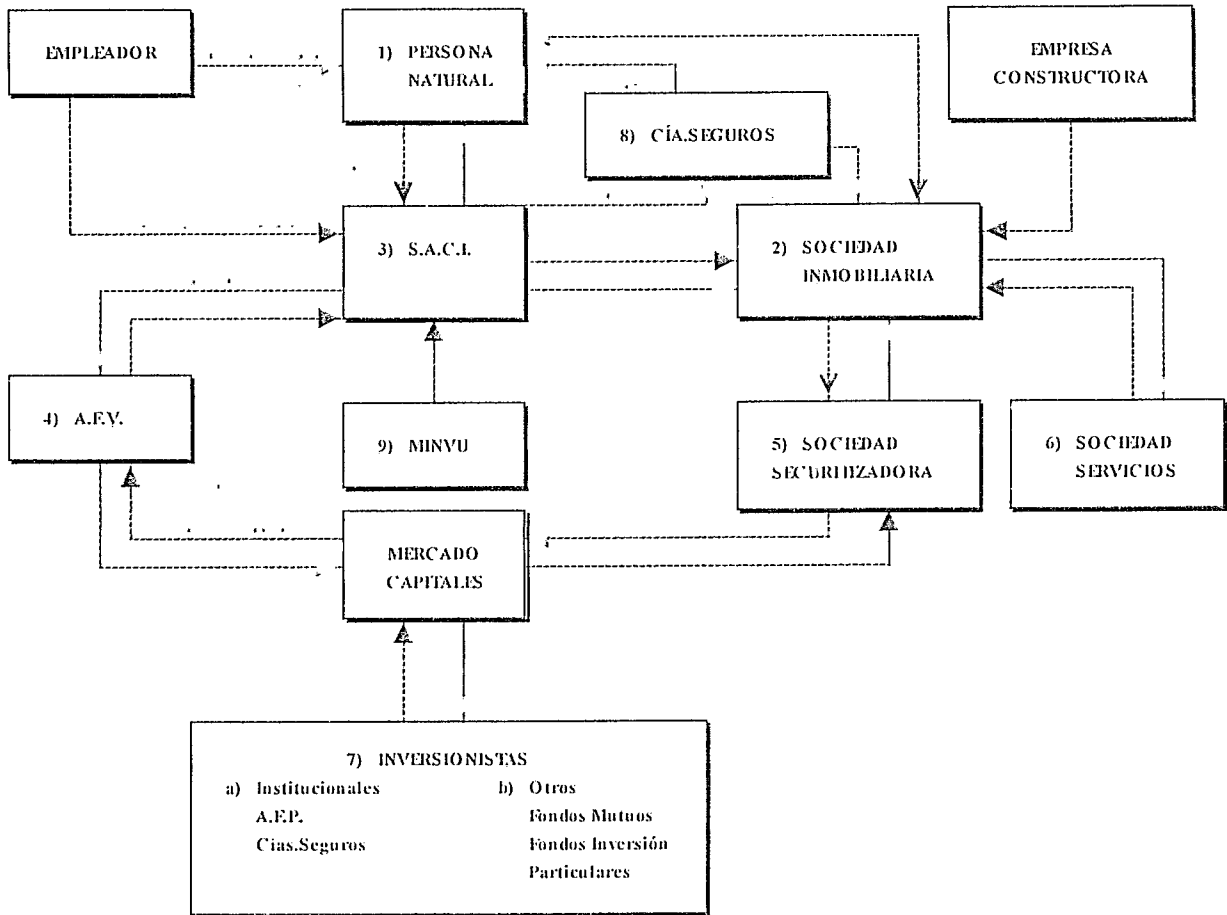 EMPLEADOR
1) PERSONA
NATURAL
EMPRESA
CONSTRUCTORA
8) CÍA.SEGUROS
3) S.A.C.I.
2) SOCIEDAD
INMOBILIARIA
4) A.F.V.
9) MINVU
5) SOCIEDAD
SECURITIZADORA
6) SOCIEDAD
SERVICIOS
MERCADO
CAPITALES
7) INVERSIONISTAS
a) Institucionales
A.F.P.
Cias.Seguros
b) Otros
Fondos Mutuos
Fondos Inversión
Particulares